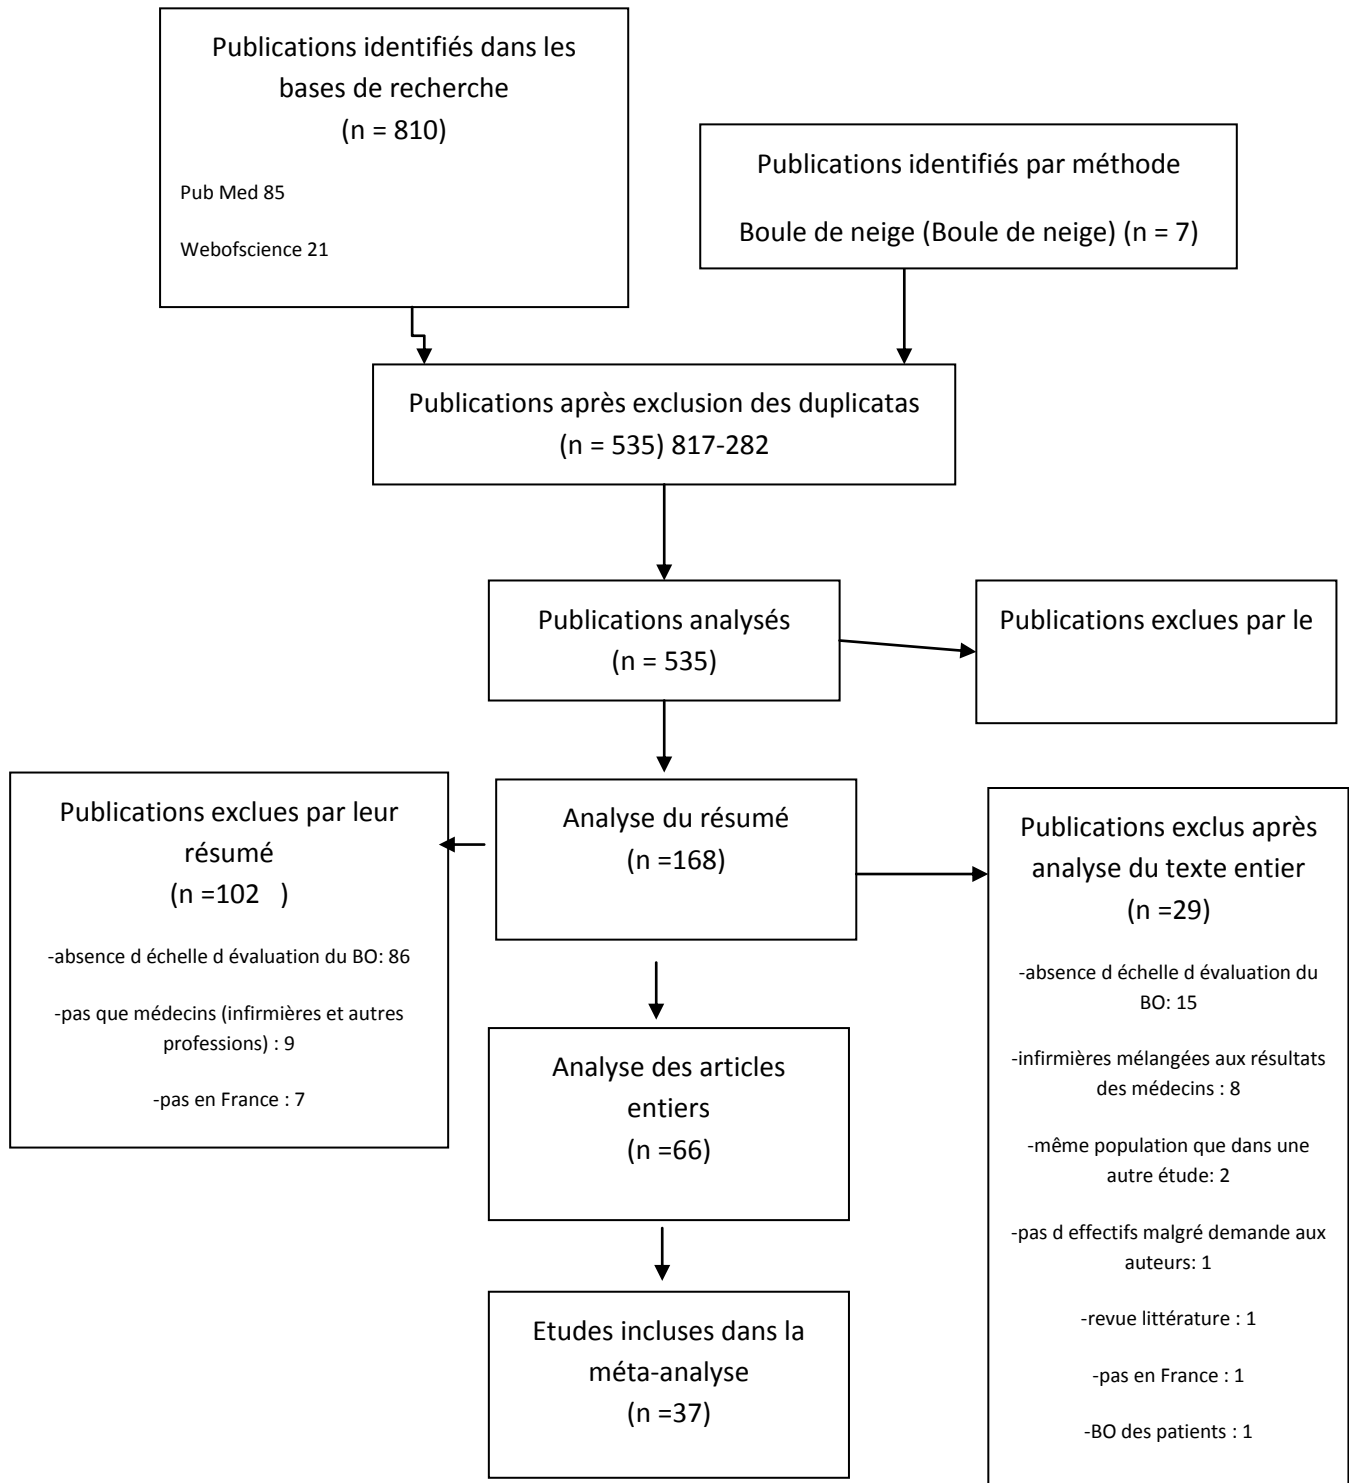 Publications identifiés dans les
bases de recherche
(n = 810)
Pub Med 85
Webofscience 21
Publications identifiés par méthode
Boule de neige (Boule de neige) (n = 7)
Publications après exclusion des duplicatas
(n = 535) 817-282
Publications analysés
(n = 535)
Publications exclues par le
Analyse du résumé
(n =168)
Publications exclues par leur
résumé
(n =102 )
-absence d échelle d évaluation du BO: 86
-pas que médecins (infirmières et autres
professions) : 9
-pas en France : 7
Publications exclus après
analyse du texte entier
(n =29)
-absence d échelle d évaluation du
BO: 15
-infirmières mélangées aux résultats
des médecins : 8
-même population que dans une
autre étude: 2
-pas d effectifs malgré demande aux
auteurs: 1
-revue littérature : 1
-pas en France : 1
-BO des patients : 1
Analyse des articles
entiers
(n =66)
Etudes incluses dans la
méta-analyse
(n =37)